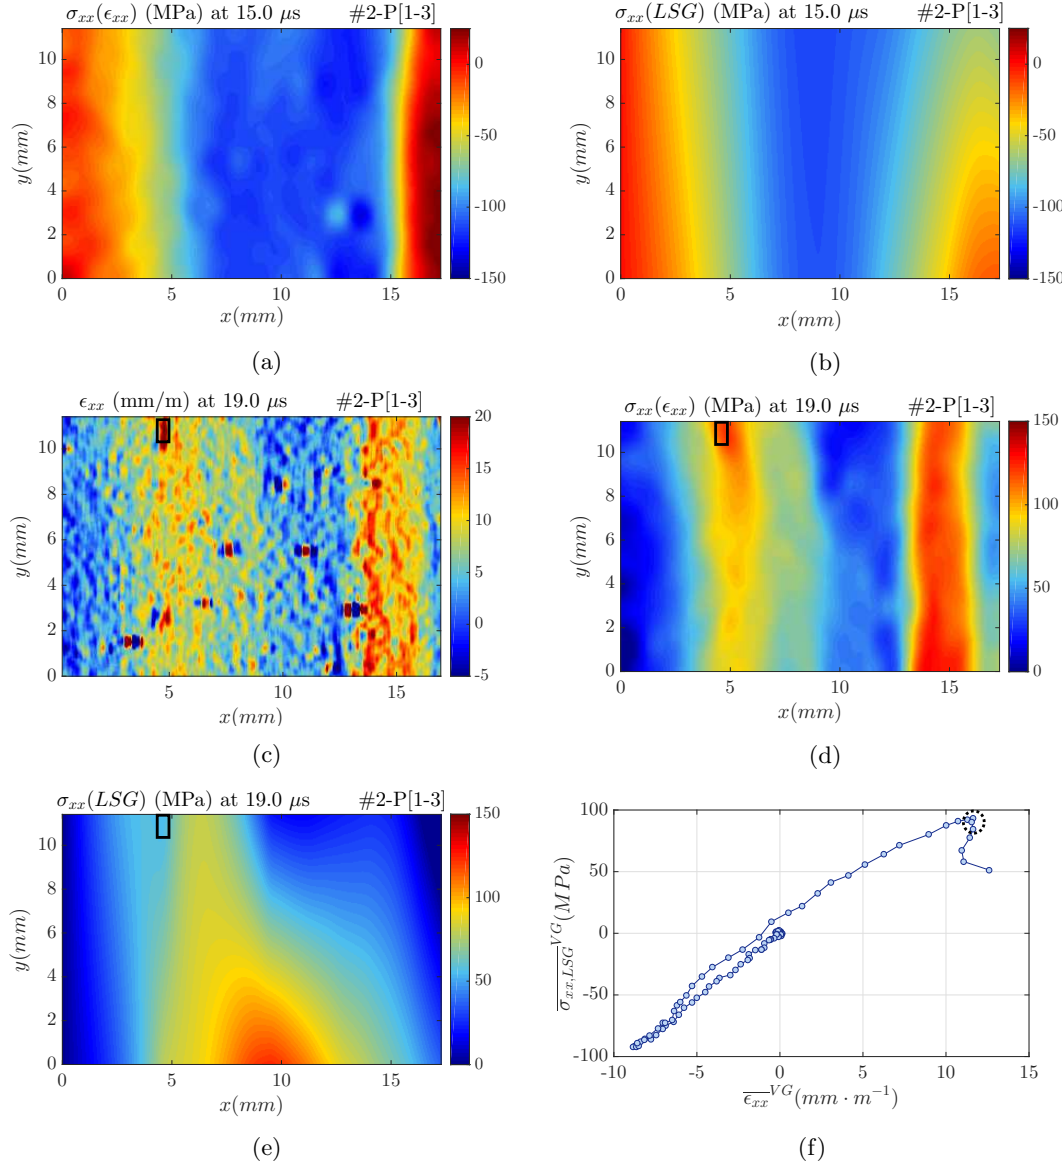 σxx(ϵxx) (MPa) at 15.0 μs #2-P[1-3]
y(mm)
10
8
6
4
2
0
0 5 10 15
x(mm)
0
-50
-100
-150
(a)
σxx(LSG) (MPa) at 15.0 μs #2-P[1-3]
y(mm)
10
8
6
4
2
0
0 5 10 15
x(mm)
0
-50
-100
-150
(b)
ϵxx (mm/m) at 19.0 μs #2-P[1-3]
y(mm)
10
8
6
4
2
0
0 5 10 15
x(mm)
20
15
10
5
0
-5
(c)
σxx(ϵxx) (MPa) at 19.0 μs #2-P[1-3]
y(mm)
10
8
6
4
2
0
0 5 10 15
x(mm)
150
100
50
0
(d)
σxx(LSG) (MPa) at 19.0 μs #2-P[1-3]
y(mm)
10
8
6
4
2
0
0 5 10 15
x(mm)
150
100
50
0
(e)
σxx,LSG VG (MPa)
100
50
0
-50
-100
-10 -5 0 5 10 15
ϵxx VG (mm · m−1)
(f)